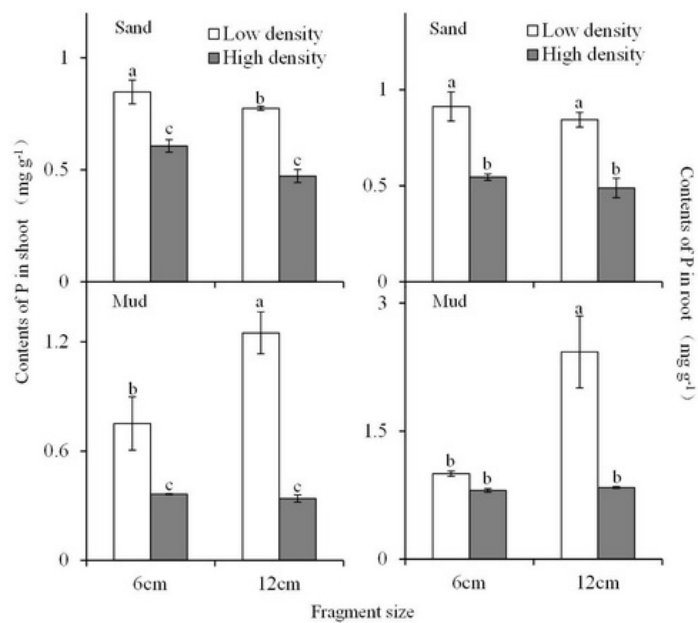 Sand
Low density
High density
1
0.5
0
a
b
c
c
Sand
Low density
High density
1
0.5
0
a
a
b
b
Contents of P in shoot （mg g-1）
Contents of P in root （mg g-1）
Mud
1.2
0.6
0
b
c
a
c
6cm
12cm
Mud
3
1.5
0
b
b
a
b
6cm
12cm
Fragment size